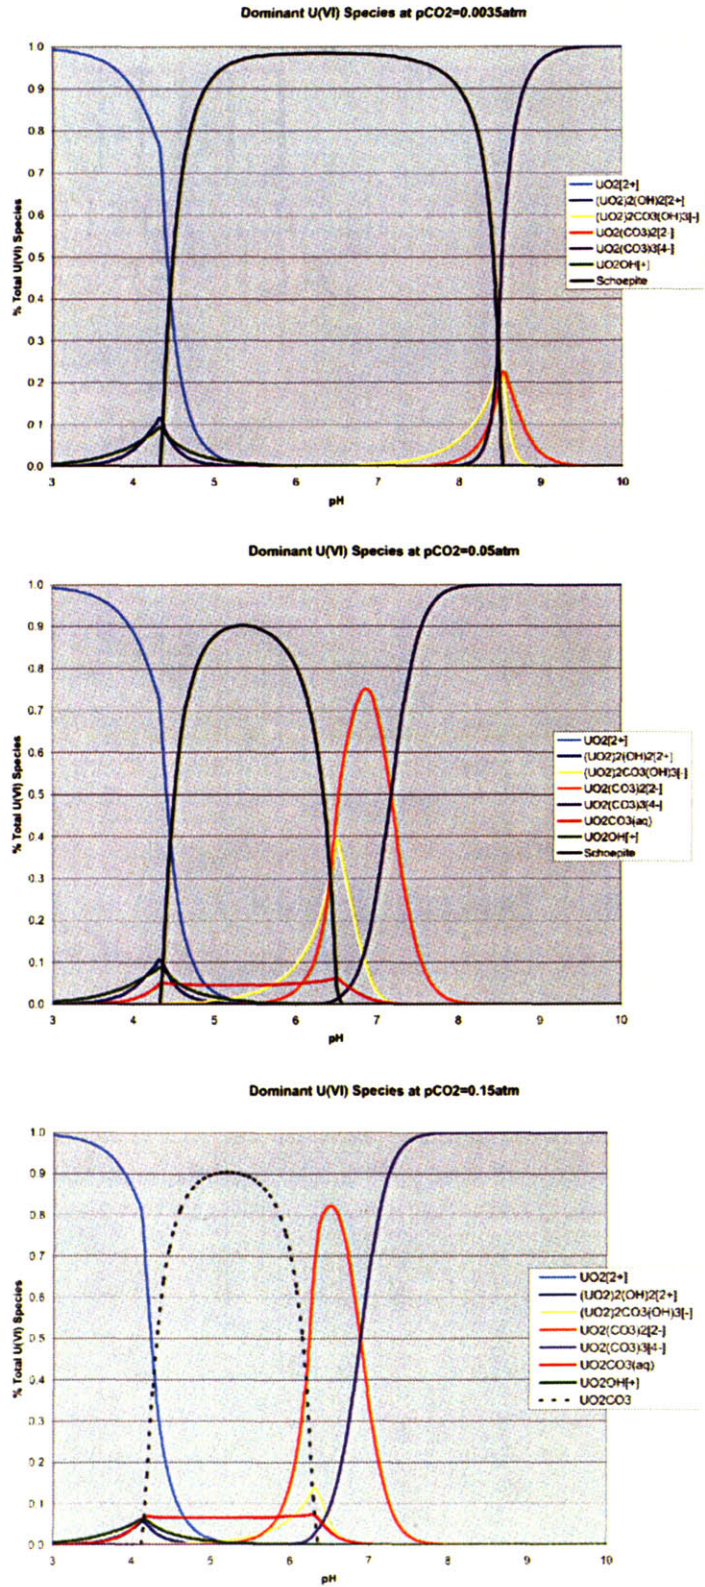 Dominant U(VI) Species at pCO2=0.0035atm
1.0
0.9
0.8
0.7
0.6
0.5
0.4
0.3
0.2
0.1
0.0
% Total U(VI) Species
3 4 5 6 7 8 9 10
pH
UO2[2+]
(UO2)2(OH)2[2+]
(UO2)2CO3(OH)3[-]
UO2(CO3)2[2-]
UO2(CO3)3[4-]
UO2OH[+]
Schoepite
Dominant U(VI) Species at pCO2=0.05atm
1.0
0.9
0.8
0.7
0.6
0.5
0.4
0.3
0.2
0.1
0.0
% Total U(VI) Species
3 4 5 6 7 8 9 10
pH
UO2[2+]
(UO2)2(OH)2[2+]
(UO2)2CO3(OH)3[-]
UO2(CO3)2[2-]
UO2(CO3)3[4-]
UO2CO3(aq)
UO2OH[+]
Schoepite
Dominant U(VI) Species at pCO2=0.15atm
1.0
0.9
0.8
0.7
0.6
0.5
0.4
0.3
0.2
0.1
0.0
% Total U(VI) Species
3 4 5 6 7 8 9 10
pH
UO2[2+]
(UO2)2(OH)2[2+]
(UO2)2CO3(OH)3[-]
UO2(CO3)2[2-]
UO2(CO3)3[4-]
UO2CO3(aq)
UO2OH[+]
UO2CO3